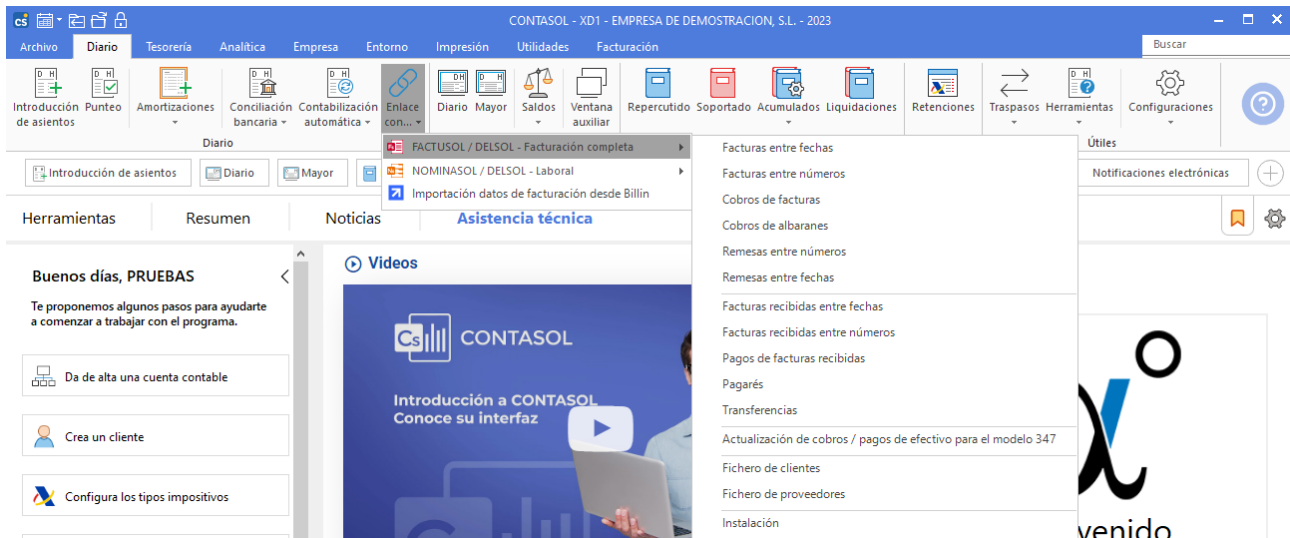 CONTASOL - XD1 - EMPRESA DE DEMOSTRACION, S.L. - 2023
Archivo Diario Tesorería Analítica Empresa Entorno Impresión Utilidades Facturación Buscar
Introducción de asientos
Punteo
Amortizaciones
Conciliación bancaria
Contabilización automática
Enlace con...
Diario
Mayor
Saldos
Ventana auxiliar
Repercutido
Soportado
Acumulados
Liquidaciones
Retenciones
Traspasos
Herramientas
Configuraciones
Diario
Útiles
Introducción de asientos
Diario
Mayor
Notificaciones electrónicas
FACTUSOL / DELSOL - Facturación completa
NOMINASOL / DELSOL - Laboral
Importación datos de facturación desde Billin
Facturas entre fechas
Facturas entre números
Cobros de facturas
Cobros de albaranes
Remesas entre números
Remesas entre fechas
Facturas recibidas entre fechas
Facturas recibidas entre números
Pagos de facturas recibidas
Pagarés
Transferencias
Actualización de cobros / pagos de efectivo para el modelo 347
Fichero de clientes
Fichero de proveedores
Instalación
Herramientas
Resumen
Noticias
Asistencia técnica
Buenos días, PRUEBAS
Te proponemos algunos pasos para ayudarte
a comenzar a trabajar con el programa.
Da de alta una cuenta contable
Crea un cliente
Configura los tipos impositivos
Videos
Cs CONTASOL
Introducción a CONTASOL
Conoce su interfaz
venido